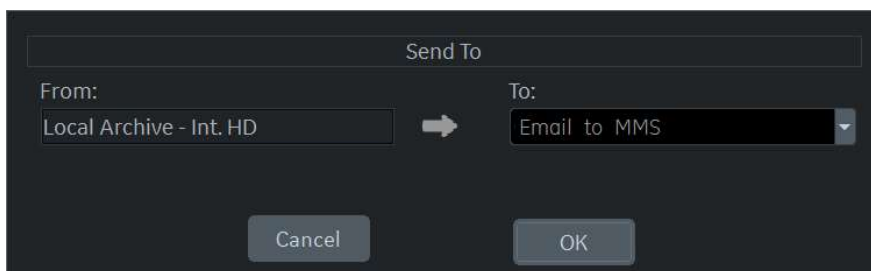 Send To
From:
To:
Local Archive - Int. HD
Email to MMS
Cancel
OK